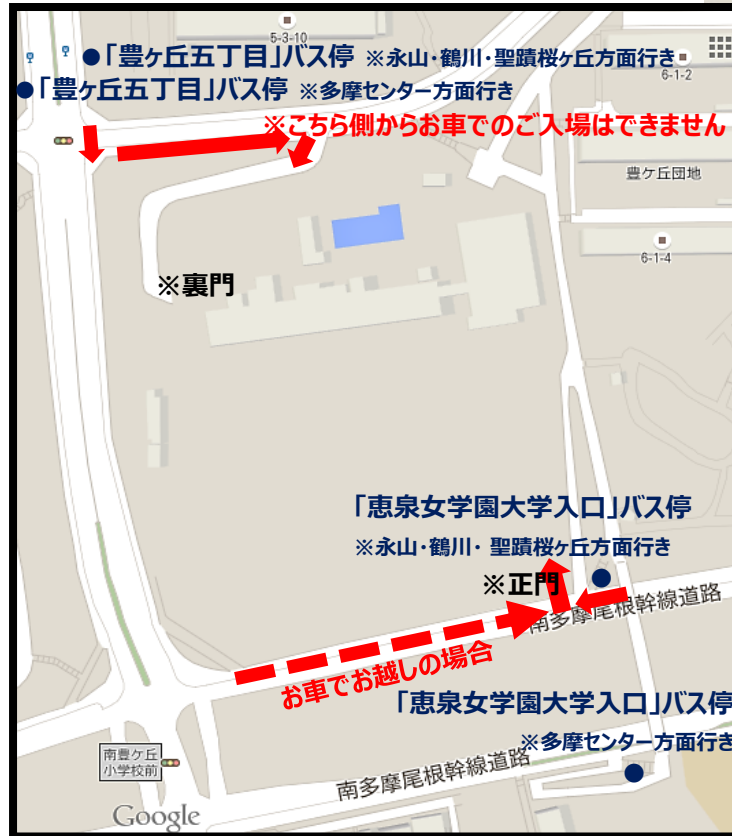 5-3-10
●「豊ヶ丘五丁目」バス停 ※永山・鶴川・聖蹟桜ヶ丘方面行き
6-1-2
●「豊ヶ丘五丁目」バス停 ※多摩センター方面行き
※こちら側からお車でのご入場はできません
豊ケ丘団地
6-1-4
※裏門
「恵泉女学園大学入口」バス停
※永山・鶴川・ 聖蹟桜ヶ丘方面行き
※正門
南多摩尾根幹線道路
お車でお越しの場合
「恵泉女学園大学入口」バス停
※多摩センター方面行き
南豊ケ丘
小学校前
南多摩尾根幹線道路
Google